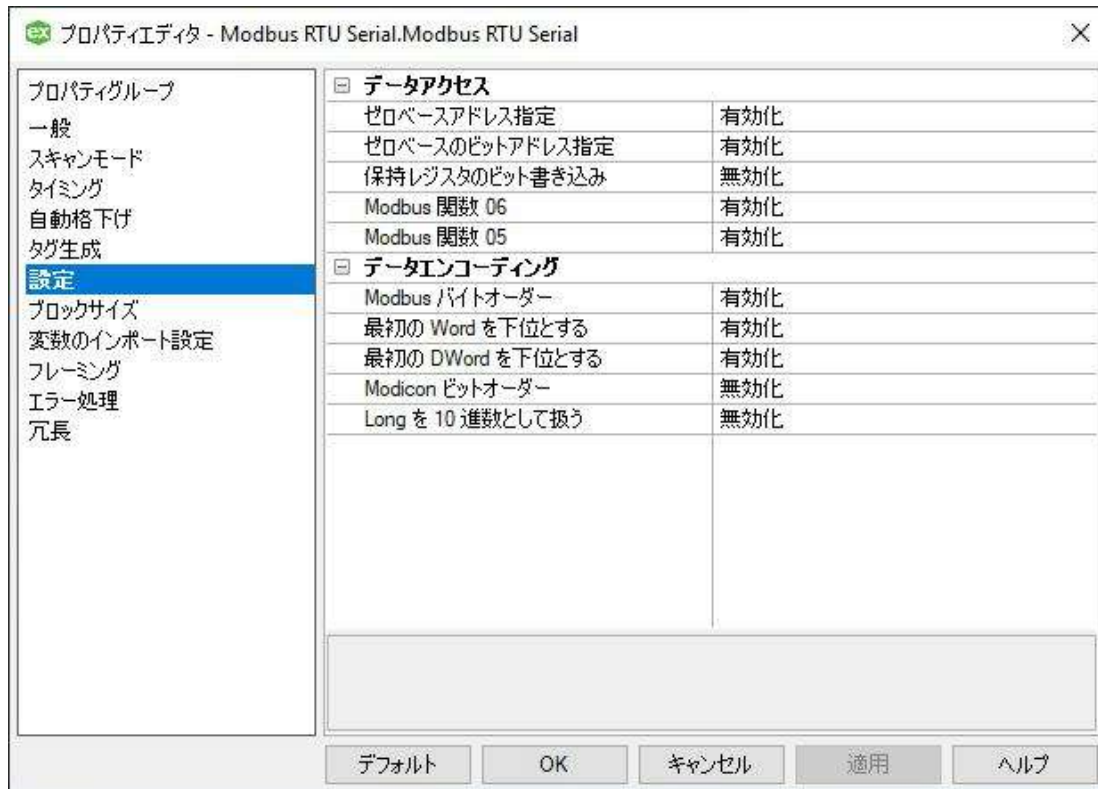 プロパティエディタ - Modbus RTU Serial.Modbus RTU Serial
プロパティグループ
一般
スキャンモード
タイミング
自動格下げ
タグ生成
設定
ブロックサイズ
変数のインポート設定
フレーミング
エラー処理
冗長
データアクセス
ゼロベースアドレス指定 有効化
ゼロベースのビットアドレス指定 有効化
保持レジスタのビット書き込み 無効化
Modbus 関数 06 有効化
Modbus 関数 05 有効化
データエンコーディング
Modbus バイトオーダー 有効化
最初の Word を下位とする 有効化
最初の DWord を下位とする 有効化
Modicon ビットオーダー 無効化
Long を 10 進数として扱う 無効化
デフォルト OK キャンセル 適用 ヘルプ